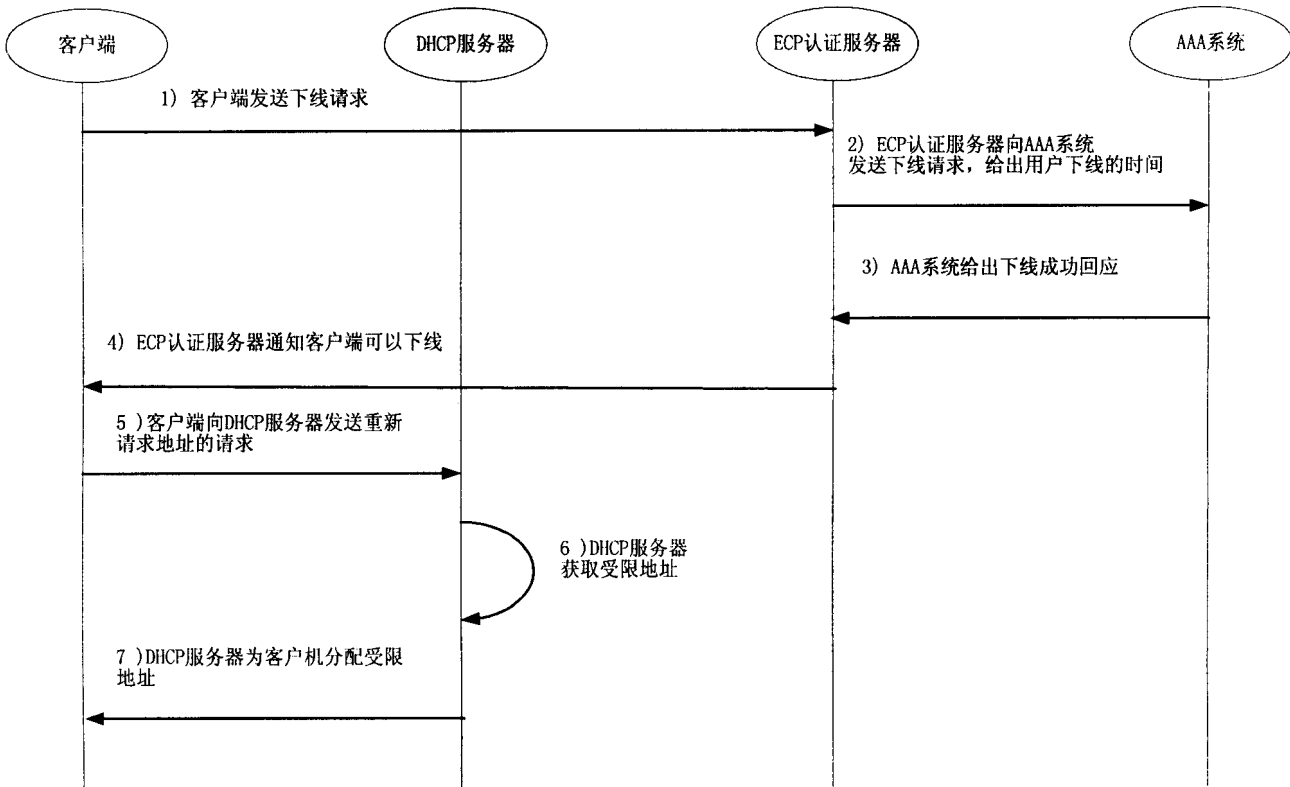 客户端
DHCP服务器
ECP认证服务器
AAA系统
1) 客户端发送下线请求
2) ECP认证服务器向AAA系统
发送下线请求，给出用户下线的时间
3) AAA系统给出下线成功回应
4) ECP认证服务器通知客户端可以下线
5 )客户端向DHCP服务器发送重新
请求地址的请求
6 )DHCP服务器
获取受限地址
7 )DHCP服务器为客户机分配受限
地址